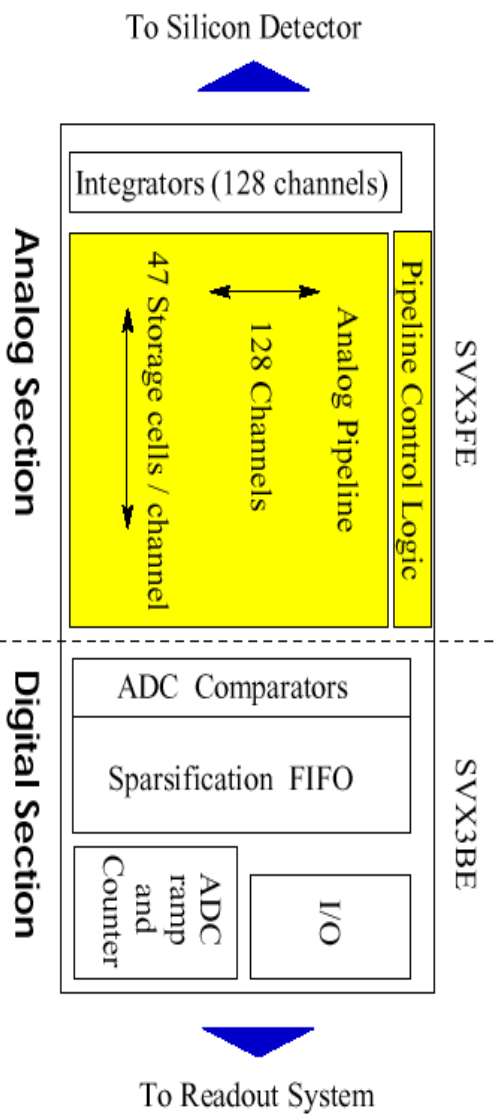 To Silicon Detector
Integrators (128 channels)
Pipeline Control Logic
Analog Pipeline
128 Channels
47 Storage cells / channel
SVX3FE
Analog Section
ADC Comparators
Sparsification FIFO
ADC
ramp
and
Counter
I/O
SVX3BE
Digital Section
To Readout System